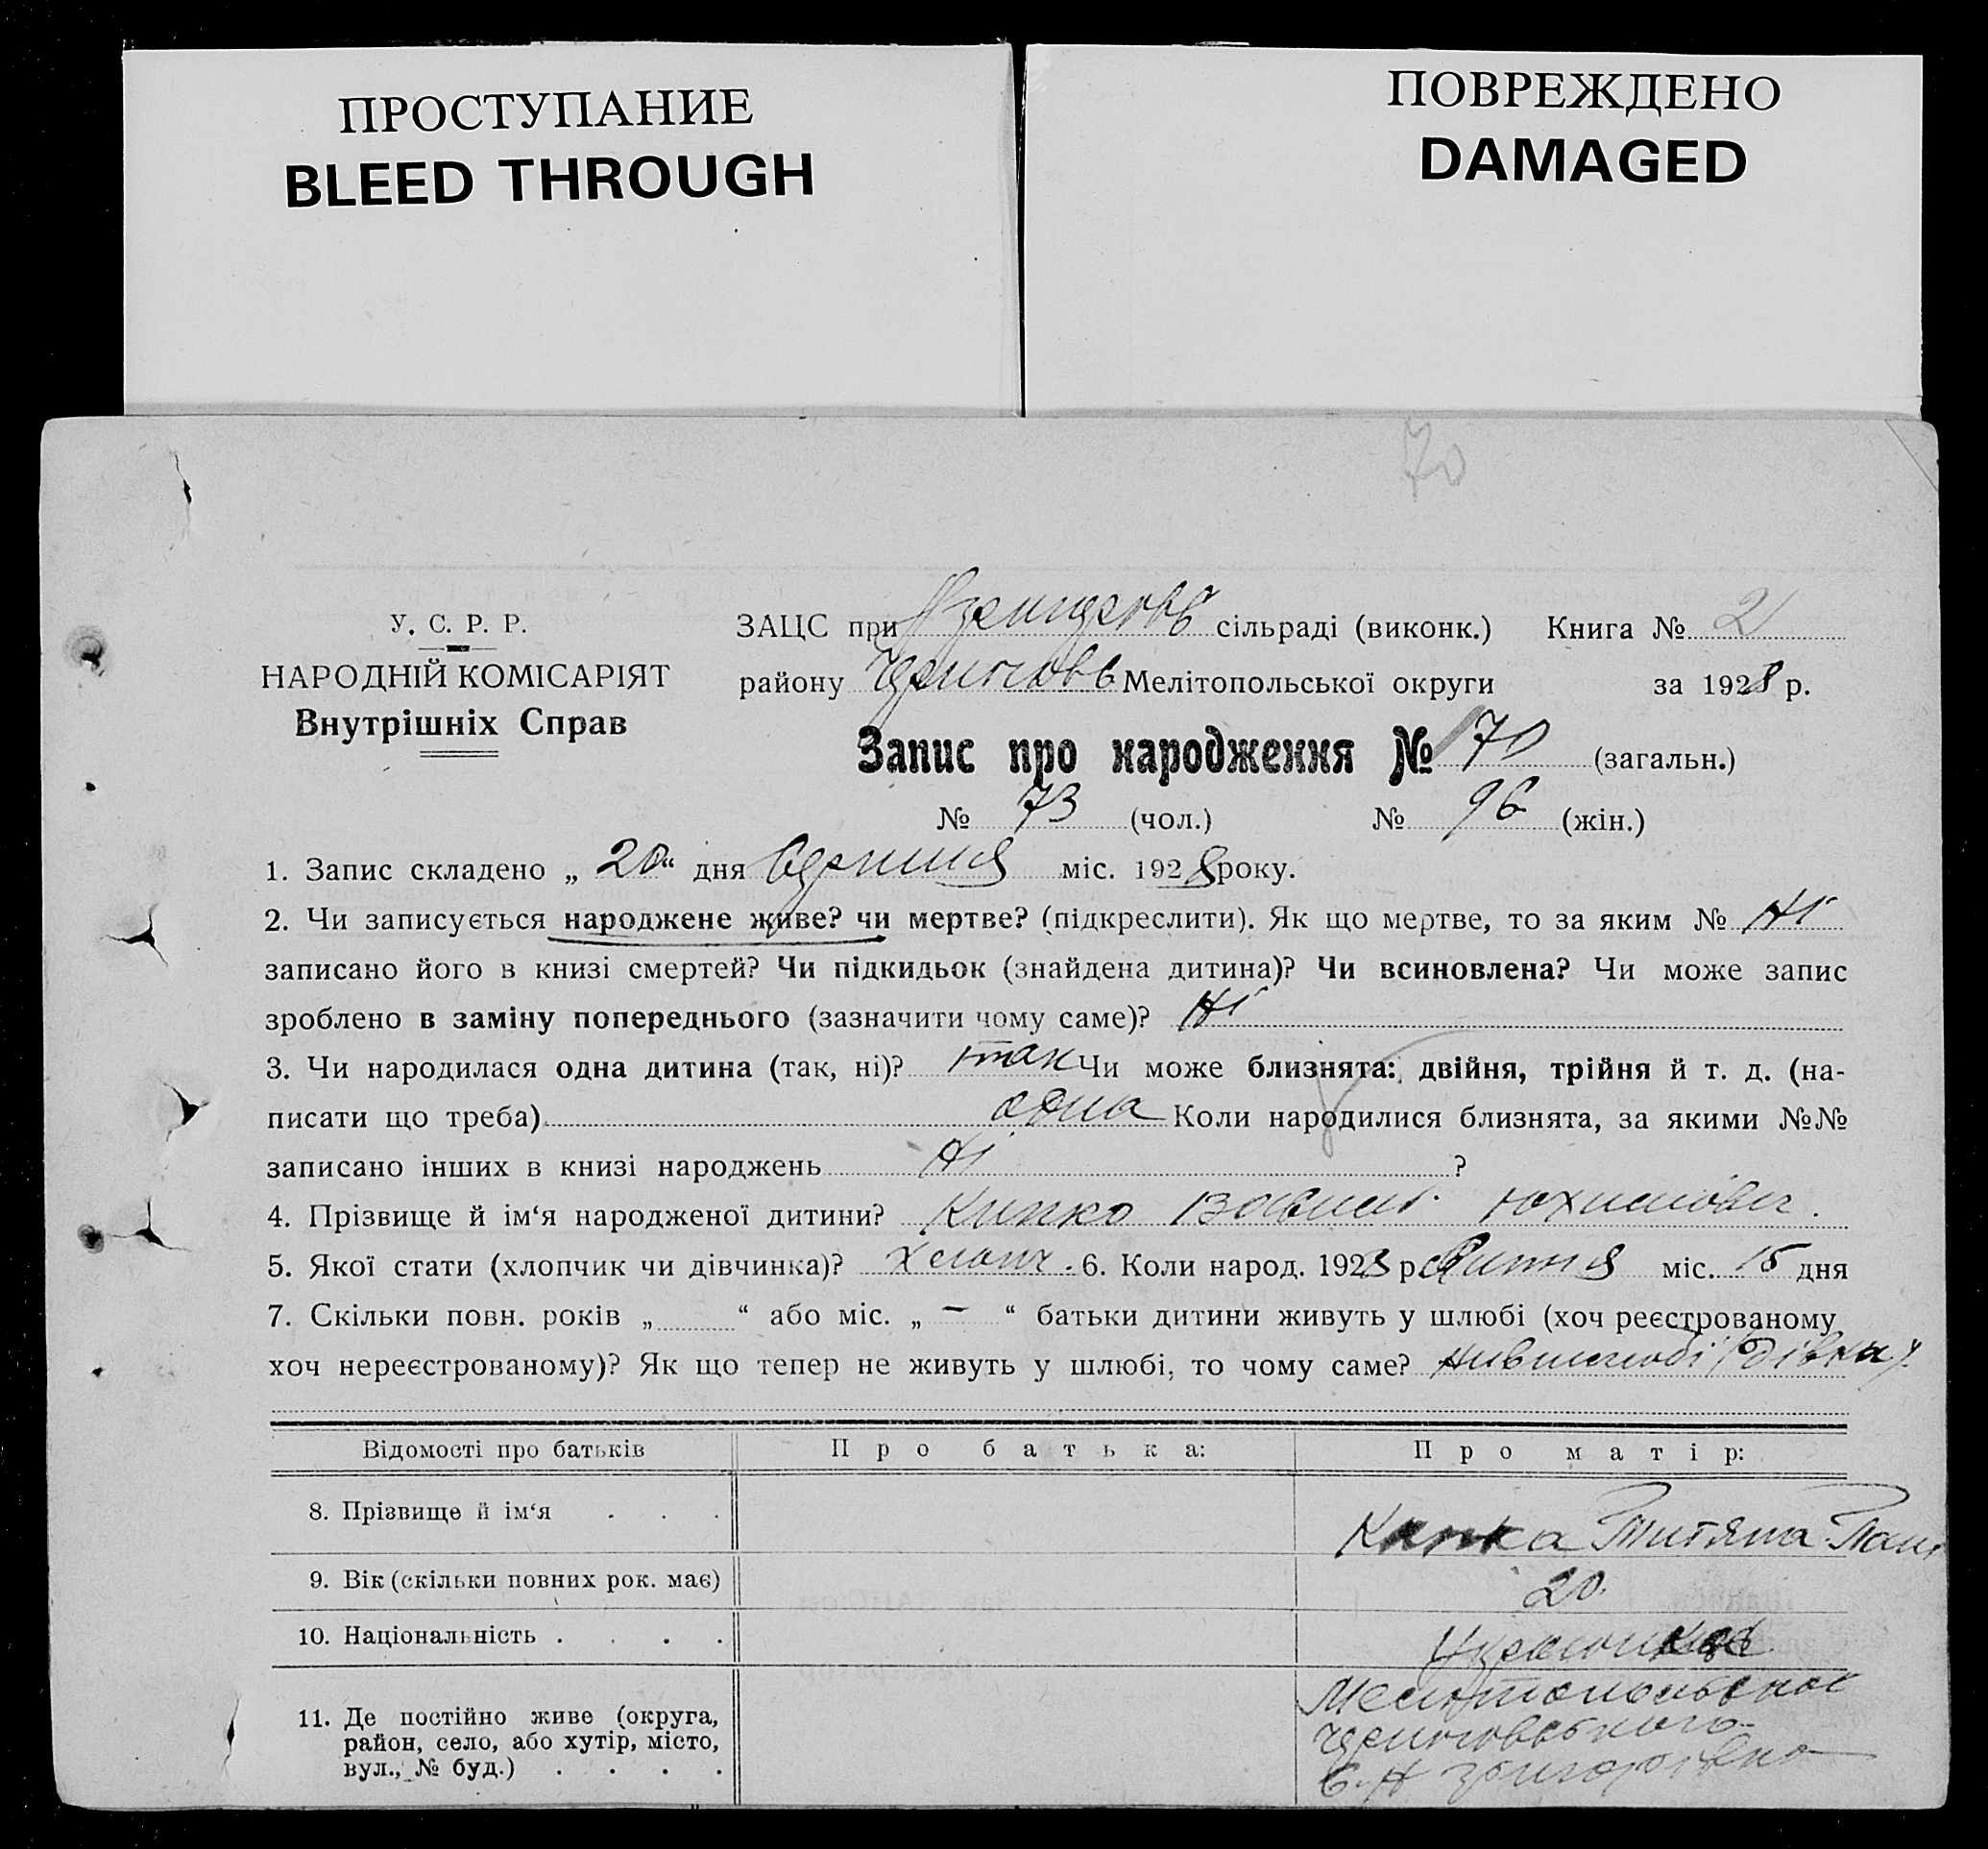 ПРОСТУПАНИЕ
BLEED THROUGH
ПОВРЕЖДЕНО
DAMAGED
70
У. С. Р. Р.
НАРОДНІЙ КОМІСАРІЯТ
Внутрішніх Справ
ЗАЦС при сільраді (виконк.) Книга № 2
району Мелітопольської округи за 1928 р.
Запис про народження № 170 (загальн.)
№ 73 (чол.) № 96 (жін.)
1. Запис складено „ 20 “ дня Серпня міс. 1928 року.
2. Чи записується народжене живе? чи мертве? (підкреслити). Як що мертве, то за яким № Ні
записано його в книзі смертей? Чи підкидьок (знайдена дитина)? Чи всиновлена? Чи може запис
зроблено в заміну попереднього (зазначити чому саме)? Ні
3. Чи народилася одна дитина (так, ні)? так Чи може близнята: двійня, трійня й т. д. (на-
писати що треба) одна Коли народилися близнята, за якими №№
записано інших в книзі народжень Ні ?
4. Прізвище й ім‘я народженої дитини?
5. Якої стати (хлопчик чи дівчинка)? хлопч. 6. Коли народ. 1928 р. Липня міс. 15 дня
7. Скільки повн. років „ “ або міс. „ — “ батьки дитини живуть у шлюбі (хоч реєстрованому
хоч нереєстрованому)? Як що тепер не живуть у шлюбі, то чому саме? (дівка).
Відомості про батьків Про батька: Про матір:
8. Прізвище й ім‘я . . .
9. Вік (скільки повних рок. має) 20.
10. Національність . . . .
11. Де постійно живе (округа,
район, село, або хутір, місто,
вул., № буд.) . . . .
Мелітопольської